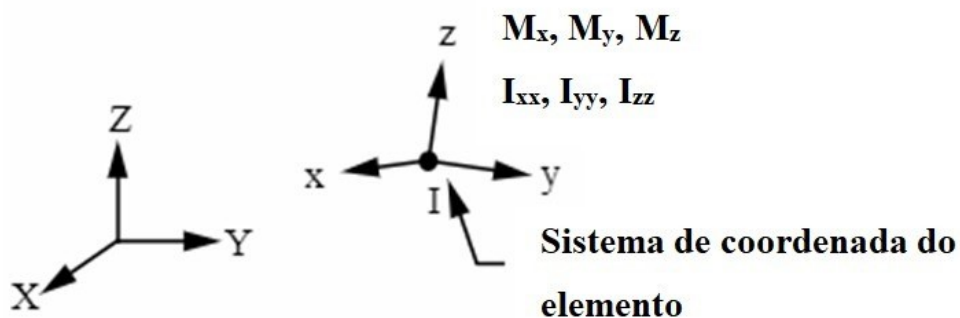 z
Mx, My, Mz
Ixx, Iyy, Izz
Z
x
y
I
Y
X
Sistema de coordenada do
elemento